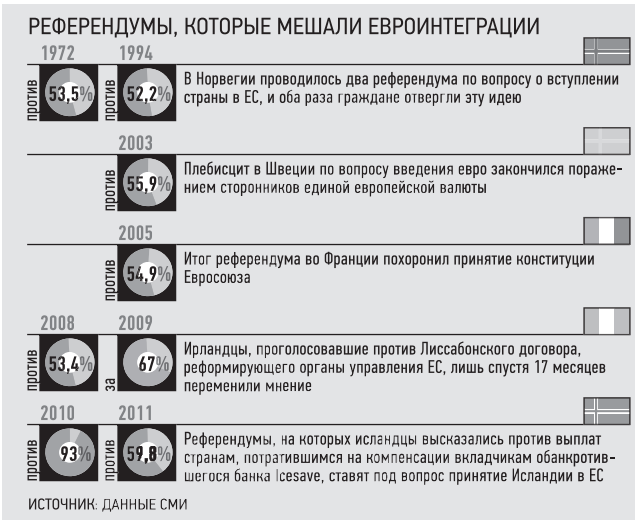 РЕФЕРЕНДУМЫ, КОТОРЫЕ МЕШАЛИ ЕВРОИНТЕГРАЦИИ
1972 1994
против 53,5% против 52,2%
В Норвегии проводилось два референдума по вопросу о вступлении
страны в ЕС, и оба раза граждане отвергли эту идею
2003
против 55,9%
Плебисцит в Швеции по вопросу введения евро закончился пораже-
нием сторонников единой европейской валюты
2005
против 54,9%
Итог референдума во Франции похоронил принятие конституции
Евросоюза
2008 2009
против 53,4% за 67%
Ирландцы, проголосовавшие против Лиссабонского договора,
реформирующего органы управления ЕС, лишь спустя 17 месяцев
переменили мнение
2010 2011
против 93% против 59,8%
Референдумы, на которых исландцы высказались против выплат
странам, потратившимся на компенсации вкладчикам обанкротив-
шегося банка Icesave, ставят под вопрос принятие Исландии в ЕС
ИСТОЧНИК: ДАННЫЕ СМИ